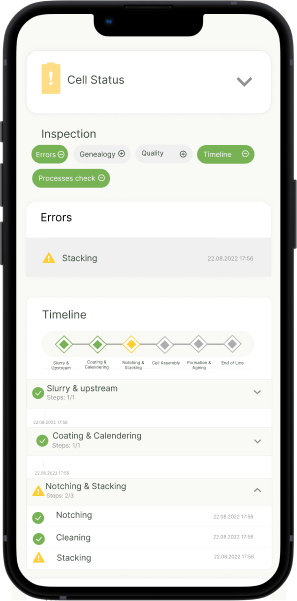 Cell Status
Inspection
Errors
Genealogy
Quality
Timeline
Processes check
Errors
Stacking 22.08.2022 17:56
Timeline
Slurry & Upstream
Coating & Calendering
Notching & Stacking
Cell Assembly
Formation & Ageing
End of Line
Slurry & upstream
Steps: 1/1
22.08.2022 17:56
Coating & Calendering
Steps: 1/1
22.08.2022 17:56
Notching & Stacking
Steps: 2/3
Notching 22.08.2022 17:56
Cleaning 22.08.2022 17:56
Stacking 22.08.2022 17:56